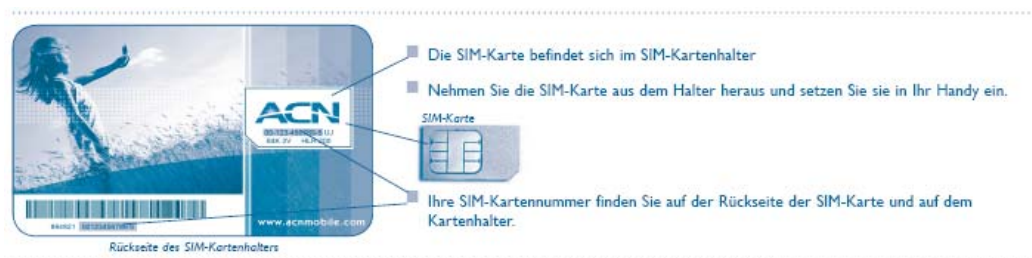 Die SIM-Karte befindet sich im SIM-Kartenhalter
Nehmen Sie die SIM-Karte aus dem Halter heraus und setzen Sie sie in Ihr Handy ein.
ACN
SIM-Karte
Ihre SIM-Kartennummer finden Sie auf der Rückseite der SIM-Karte und auf dem
Kartenhalter.
www.acnmobile.com
Rückseite des SIM-Kartenhalters